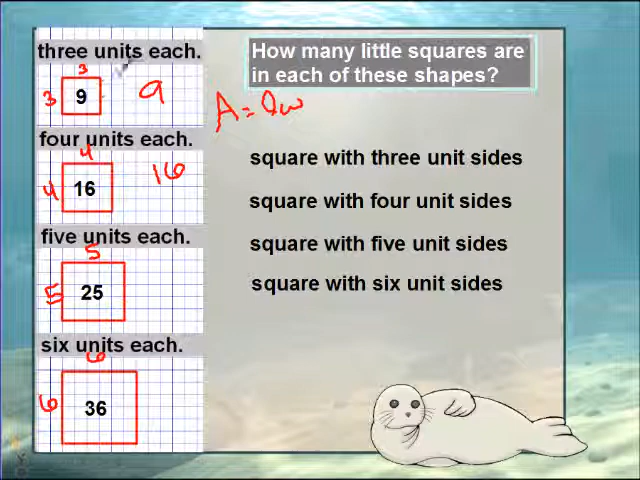 three units each.
3
3 9 9
four units each.
4
4 16 16
five units each.
5
5 25
six units each.
6
6 36
How many little squares are
in each of these shapes?
A = lw
square with three unit sides
square with four unit sides
square with five unit sides
square with six unit sides